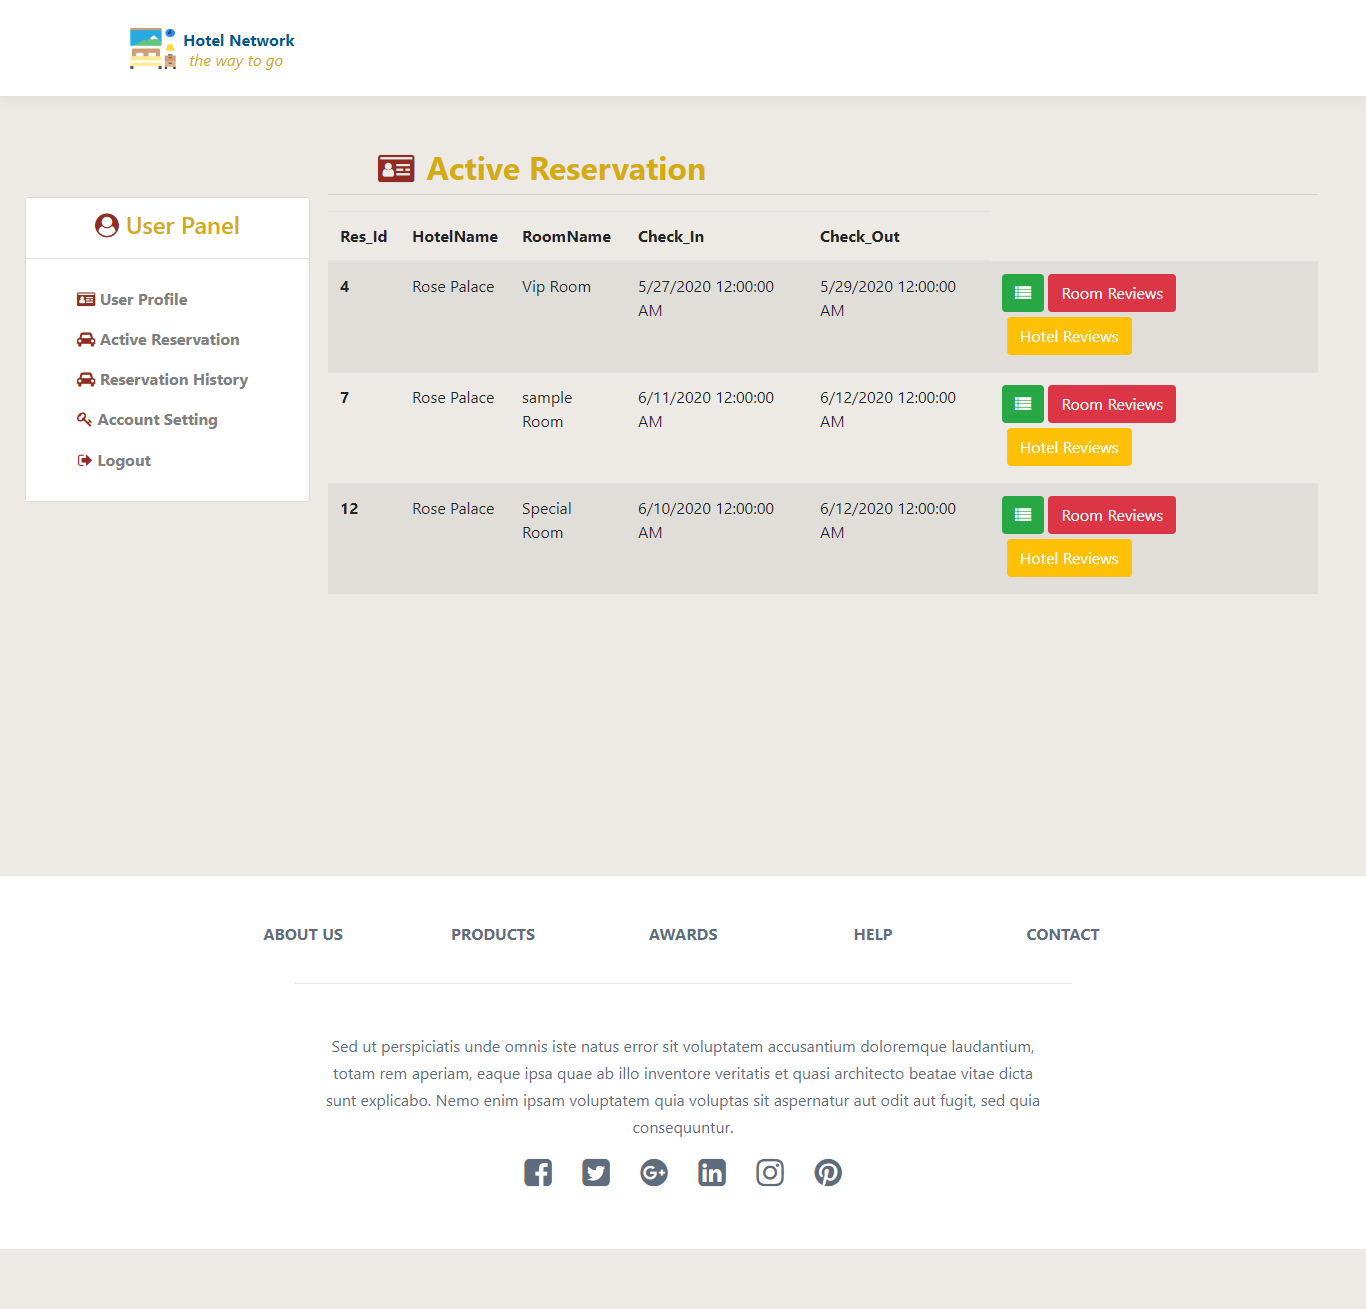 Hotel Network
the way to go
Active Reservation
User Panel
User Profile
Active Reservation
Reservation History
Account Setting
Logout
Res_Id HotelName RoomName Check_In Check_Out
4 Rose Palace Vip Room 5/27/2020 12:00:00 AM 5/29/2020 12:00:00 AM Room Reviews
Hotel Reviews
7 Rose Palace sample Room 6/11/2020 12:00:00 AM 6/12/2020 12:00:00 AM Room Reviews
Hotel Reviews
12 Rose Palace Special Room 6/10/2020 12:00:00 AM 6/12/2020 12:00:00 AM Room Reviews
Hotel Reviews
ABOUT US PRODUCTS AWARDS HELP CONTACT
Sed ut perspiciatis unde omnis iste natus error sit voluptatem accusantium doloremque laudantium,
totam rem aperiam, eaque ipsa quae ab illo inventore veritatis et quasi architecto beatae vitae dicta
sunt explicabo. Nemo enim ipsam voluptatem quia voluptas sit aspernatur aut odit aut fugit, sed quia
consequuntur.